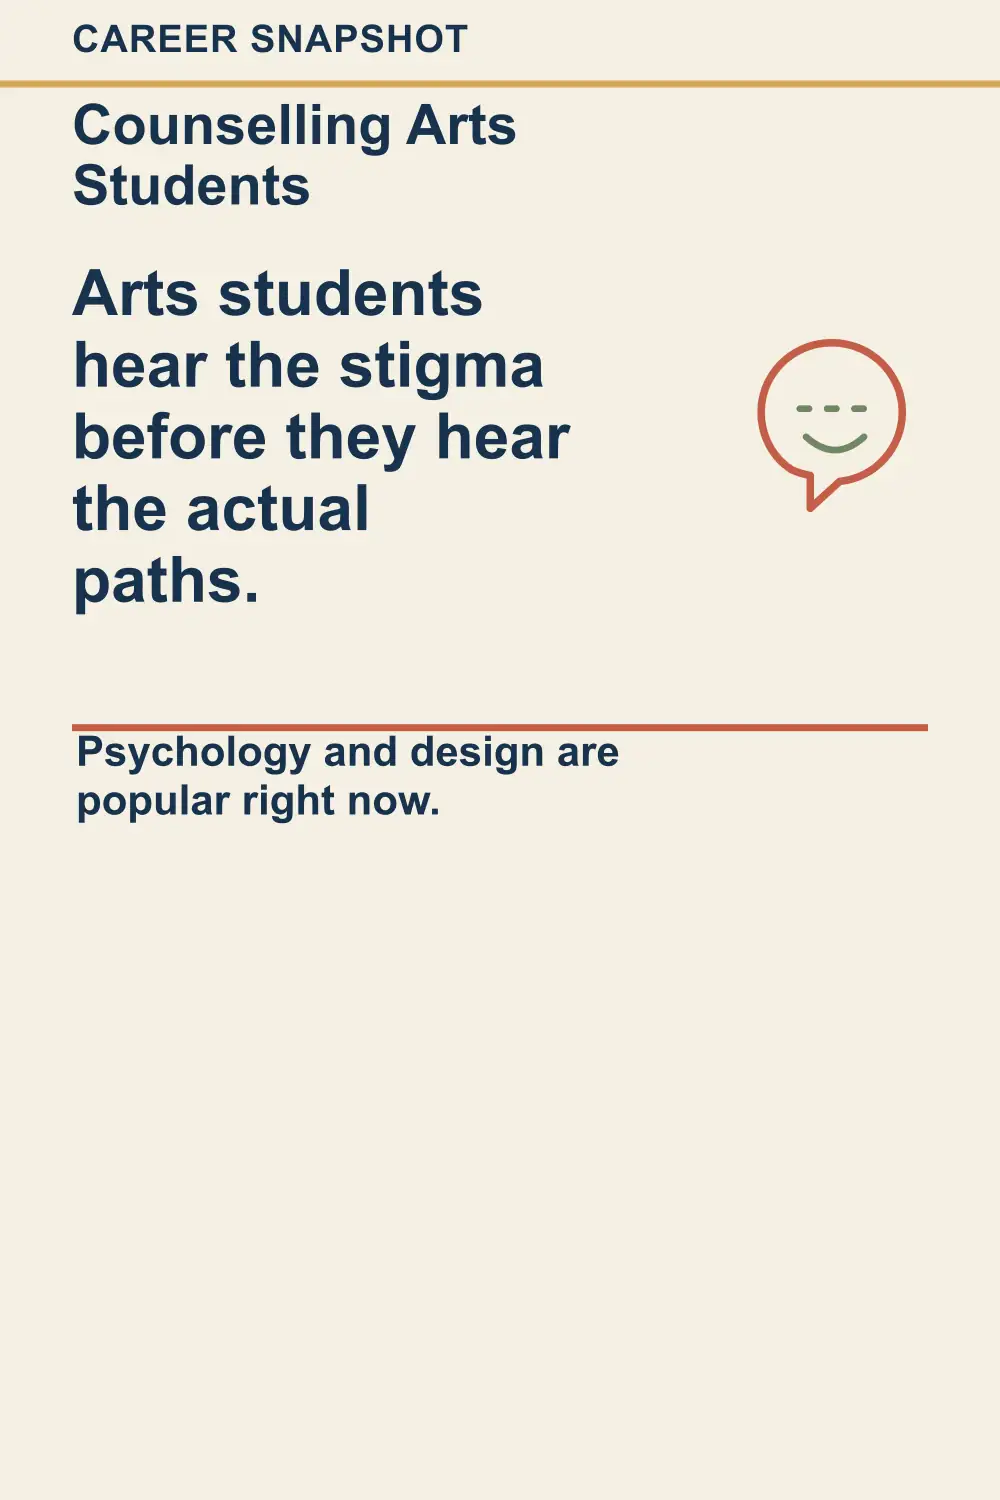 CAREER SNAPSHOT
Counselling Arts
Students
Arts students
hear the stigma
before they hear
the actual
paths.
Psychology and design are
popular right now.